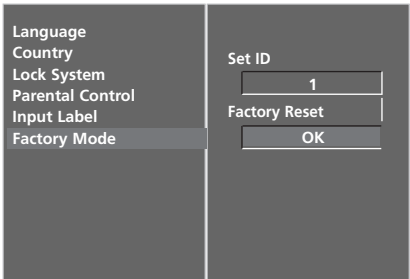 Language
Country
Lock System
Parental Control
Input Label
Factory Mode
Set ID
1
Factory Reset
OK